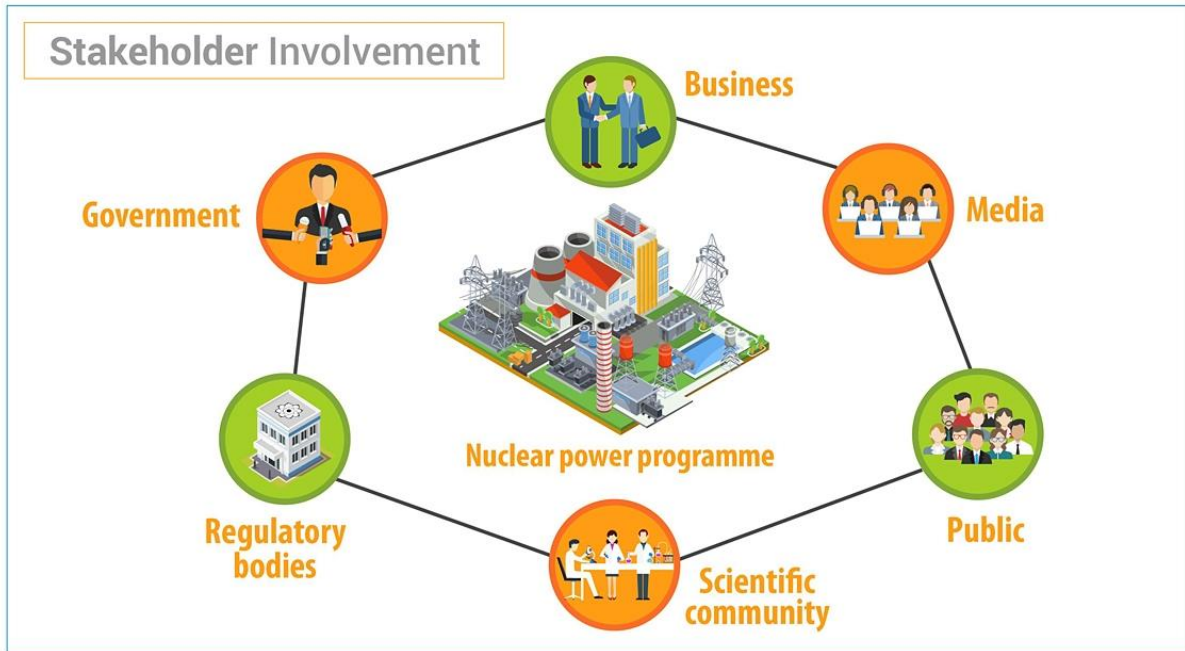 Stakeholder Involvement
Business
Government
Media
Nuclear power programme
Regulatory
bodies
Public
Scientific
community